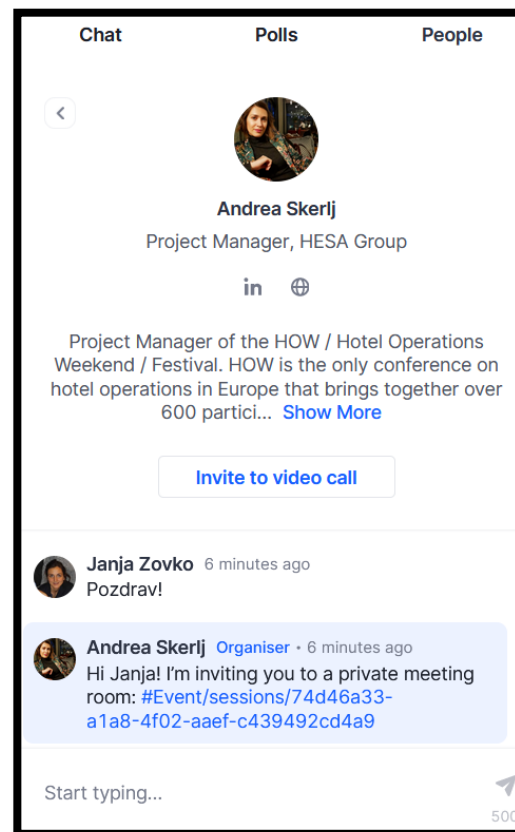 Chat Polls People
Andrea Skerlj
Project Manager, HESA Group
in
Project Manager of the HOW / Hotel Operations
Weekend / Festival. HOW is the only conference on
hotel operations in Europe that brings together over
600 partici... Show More
Invite to video call
Janja Zovko 6 minutes ago
Pozdrav!
Andrea Skerlj Organiser • 6 minutes ago
Hi Janja! I'm inviting you to a private meeting
room: #Event/sessions/74d46a33-
a1a8-4f02-aaef-c439492cd4a9
Start typing...
500